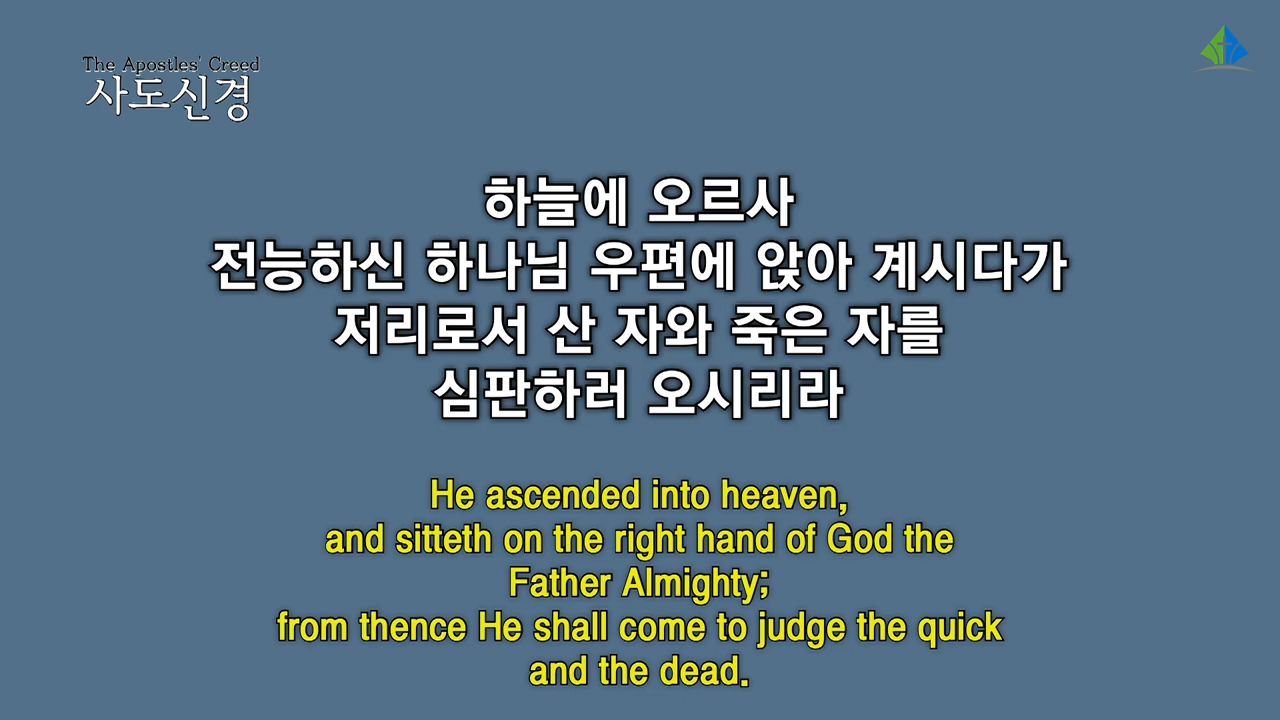 The Apostles' Creed
사도신경
하늘에 오르사
전능하신 하나님 우편에 앉아 계시다가
저리로서 산 자와 죽은 자를
심판하러 오시리라
He ascended into heaven,
and sitteth on the right hand of God the
Father Almighty;
from thence He shall come to judge the quick
and the dead.